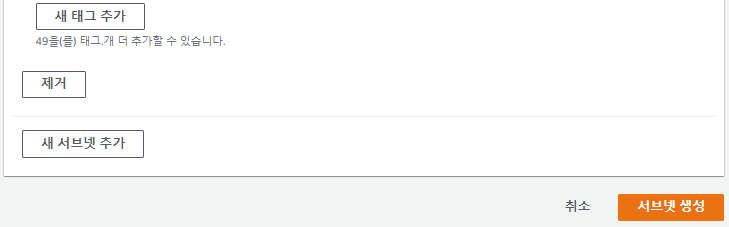 새 태그 추가
49을(를) 태그.개 더 추가할 수 있습니다.
제거
새 서브넷 추가
취소 서브넷 생성